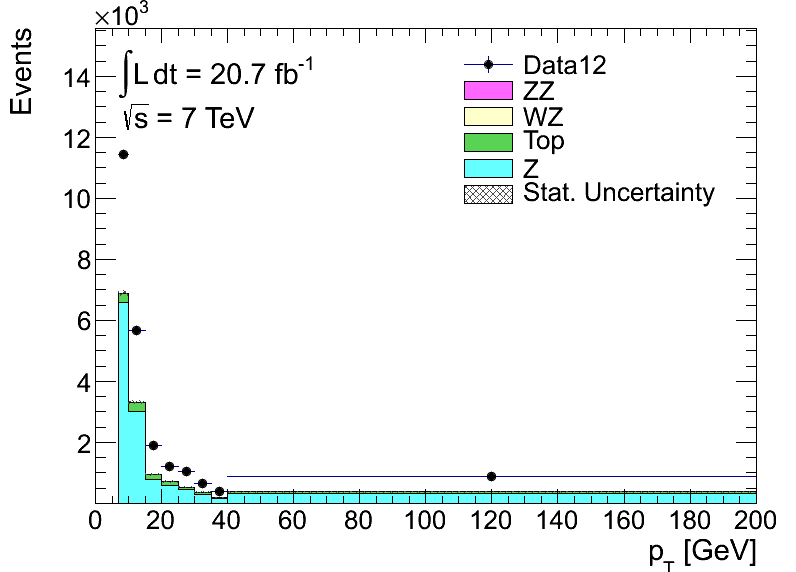 ×10³
Events
∫L dt = 20.7 fb⁻¹
√s = 7 TeV
Data12
ZZ
WZ
Top
Z
Stat. Uncertainty
14
12
10
8
6
4
2
0 20 40 60 80 100 120 140 160 180 200
p_T [GeV]